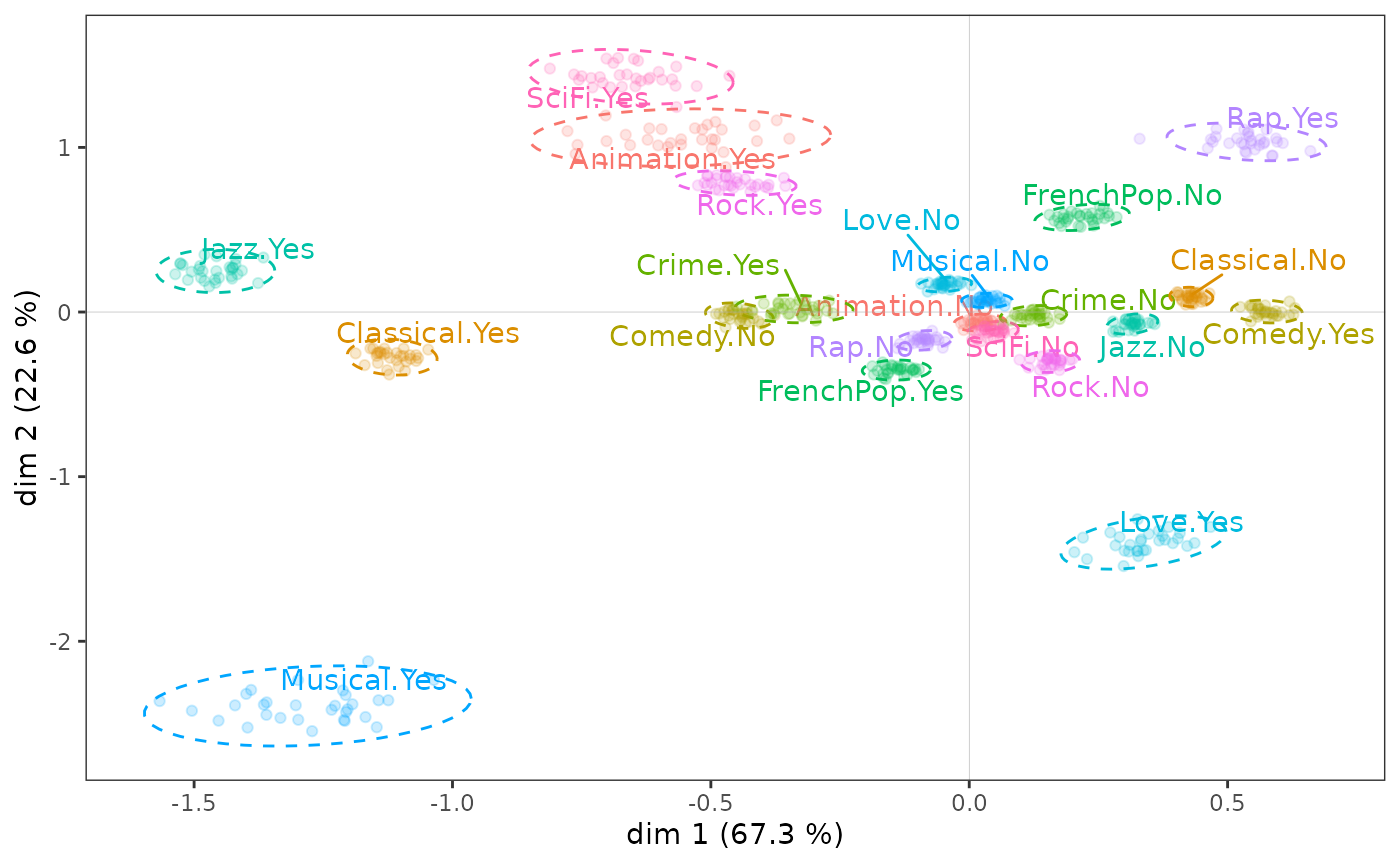 SciFi.Yes
Rap.Yes
1
Animation.Yes
FrenchPop.No
Rock.Yes
Love.No
Jazz.Yes
Musical.No
Classical.No
Crime.Yes
Crime.No
Animation.No
0
Classical.Yes
Comedy.No
Comedy.Yes
Rap.No
SciFi.No
Jazz.No
FrenchPop.Yes
Rock.No
dim 2 (22.6 %)
-1
Love.Yes
-2
Musical.Yes
-1.5
-1.0
-0.5
0.0
0.5
dim 1 (67.3 %)